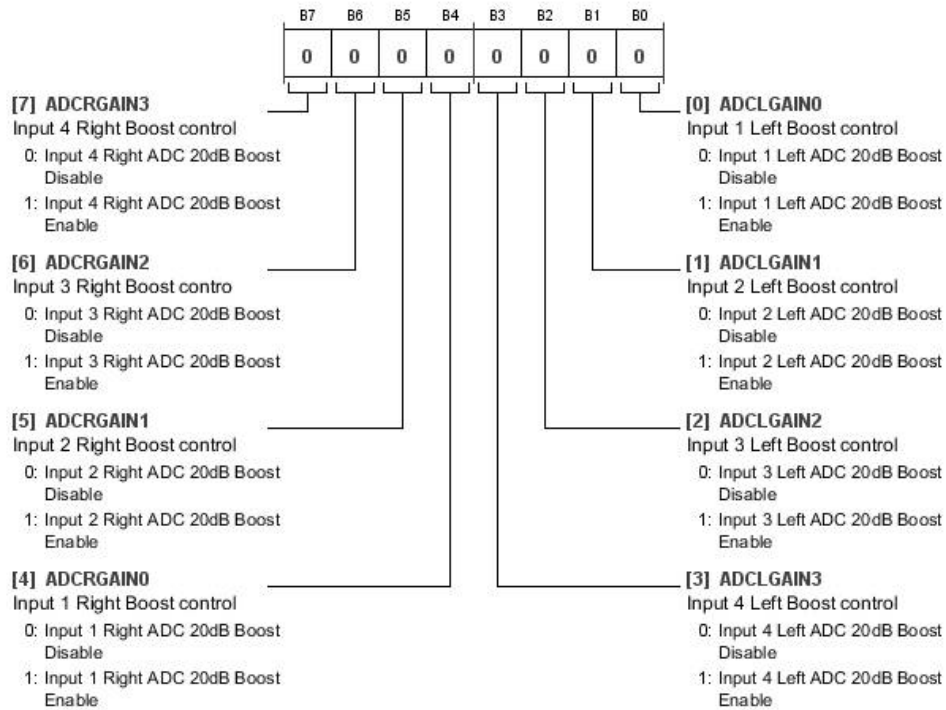 B7 B6 B5 B4 B3 B2 B1 B0
0 0 0 0 0 0 0 0
[7] ADCRGAIN3
Input 4 Right Boost control
0: Input 4 Right ADC 20dB Boost
Disable
1: Input 4 Right ADC 20dB Boost
Enable
[6] ADCRGAIN2
Input 3 Right Boost contro
0: Input 3 Right ADC 20dB Boost
Disable
1: Input 3 Right ADC 20dB Boost
Enable
[5] ADCRGAIN1
Input 2 Right Boost control
0: Input 2 Right ADC 20dB Boost
Disable
1: Input 2 Right ADC 20dB Boost
Enable
[4] ADCRGAIN0
Input 1 Right Boost control
0: Input 1 Right ADC 20dB Boost
Disable
1: Input 1 Right ADC 20dB Boost
Enable
[0] ADCLGAIN0
Input 1 Left Boost control
0: Input 1 Left ADC 20dB Boost
Disable
1: Input 1 Left ADC 20dB Boost
Enable
[1] ADCLGAIN1
Input 2 Left Boost control
0: Input 2 Left ADC 20dB Boost
Disable
1: Input 2 Left ADC 20dB Boost
Enable
[2] ADCLGAIN2
Input 3 Left Boost control
0: Input 3 Left ADC 20dB Boost
Disable
1: Input 3 Left ADC 20dB Boost
Enable
[3] ADCLGAIN3
Input 4 Left Boost control
0: Input 4 Left ADC 20dB Boost
Disable
1: Input 4 Left ADC 20dB Boost
Enable